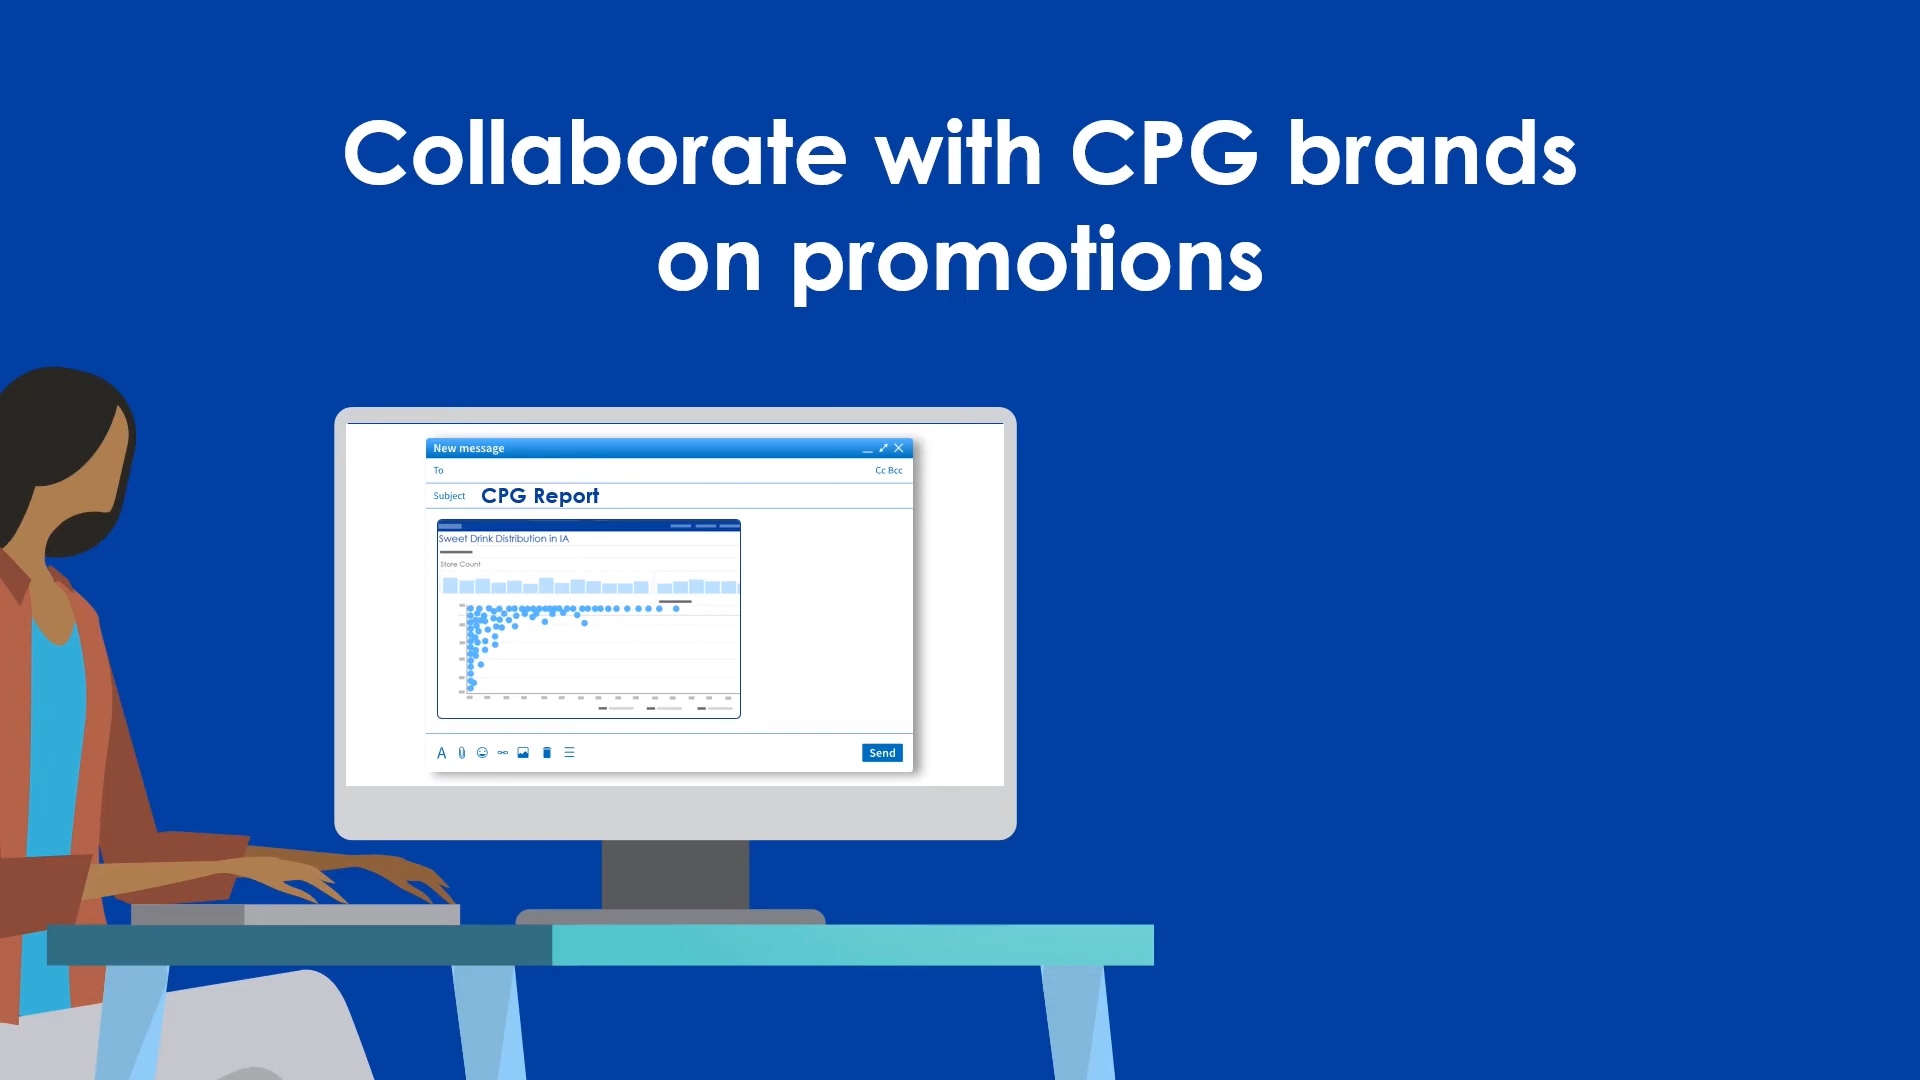 Collaborate with CPG brands
on promotions
New message
To
Cc Bcc
Subject
CPG Report
Sweet Drink Distribution in IA
Store Count
A
Send